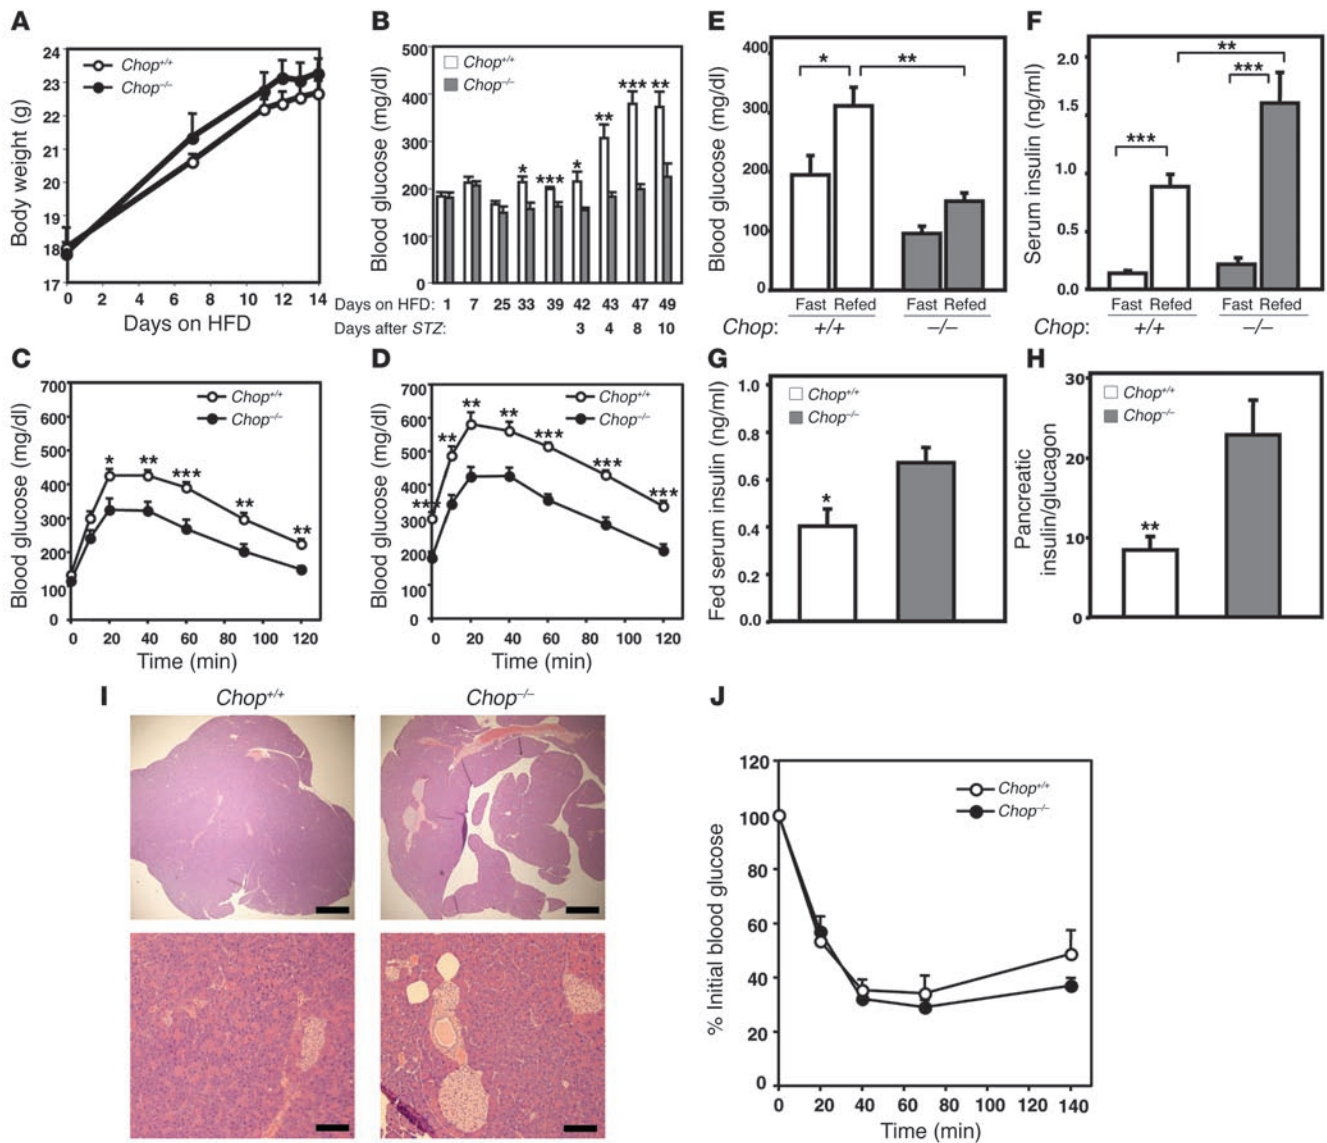 A
Body weight (g)
24
23
22
21
20
19
18
17
Chop+/+
Chop–/–
0 2 4 6 8 10 12 14
Days on HFD
B
Blood glucose (mg/dl)
500
400
300
200
100
0
Chop+/+
Chop–/–
* *** * ** *** **
Days on HFD: 1 7 25 33 39 42 43 47 49
Days after STZ: 3 4 8 10
E
Blood glucose (mg/dl)
400
300
200
100
0
* **
Fast Refed Fast Refed
Chop: +/+ –/–
F
Serum insulin (ng/ml)
2.0
1.5
1.0
0.5
0.0
**
***
***
Fast Refed Fast Refed
Chop: +/+ –/–
C
Blood glucose (mg/dl)
700
600
500
400
300
200
100
0
Chop+/+
Chop–/–
* ** *** ** **
0 20 40 60 80 100 120
Time (min)
D
Blood glucose (mg/dl)
700
600
500
400
300
200
100
0
Chop+/+
Chop–/–
*** ** ** ** *** *** ***
0 20 40 60 80 100 120
Time (min)
G
Fed serum insulin (ng/ml)
1.0
0.8
0.6
0.4
0.2
0.0
Chop+/+
Chop–/–
*
H
Pancreatic
insulin/glucagon
30
20
10
0
Chop+/+
Chop–/–
**
I
Chop+/+ Chop–/–
J
% Initial blood glucose
120
100
80
60
40
20
0
Chop+/+
Chop–/–
0 20 40 60 80 100 120 140
Time (min)